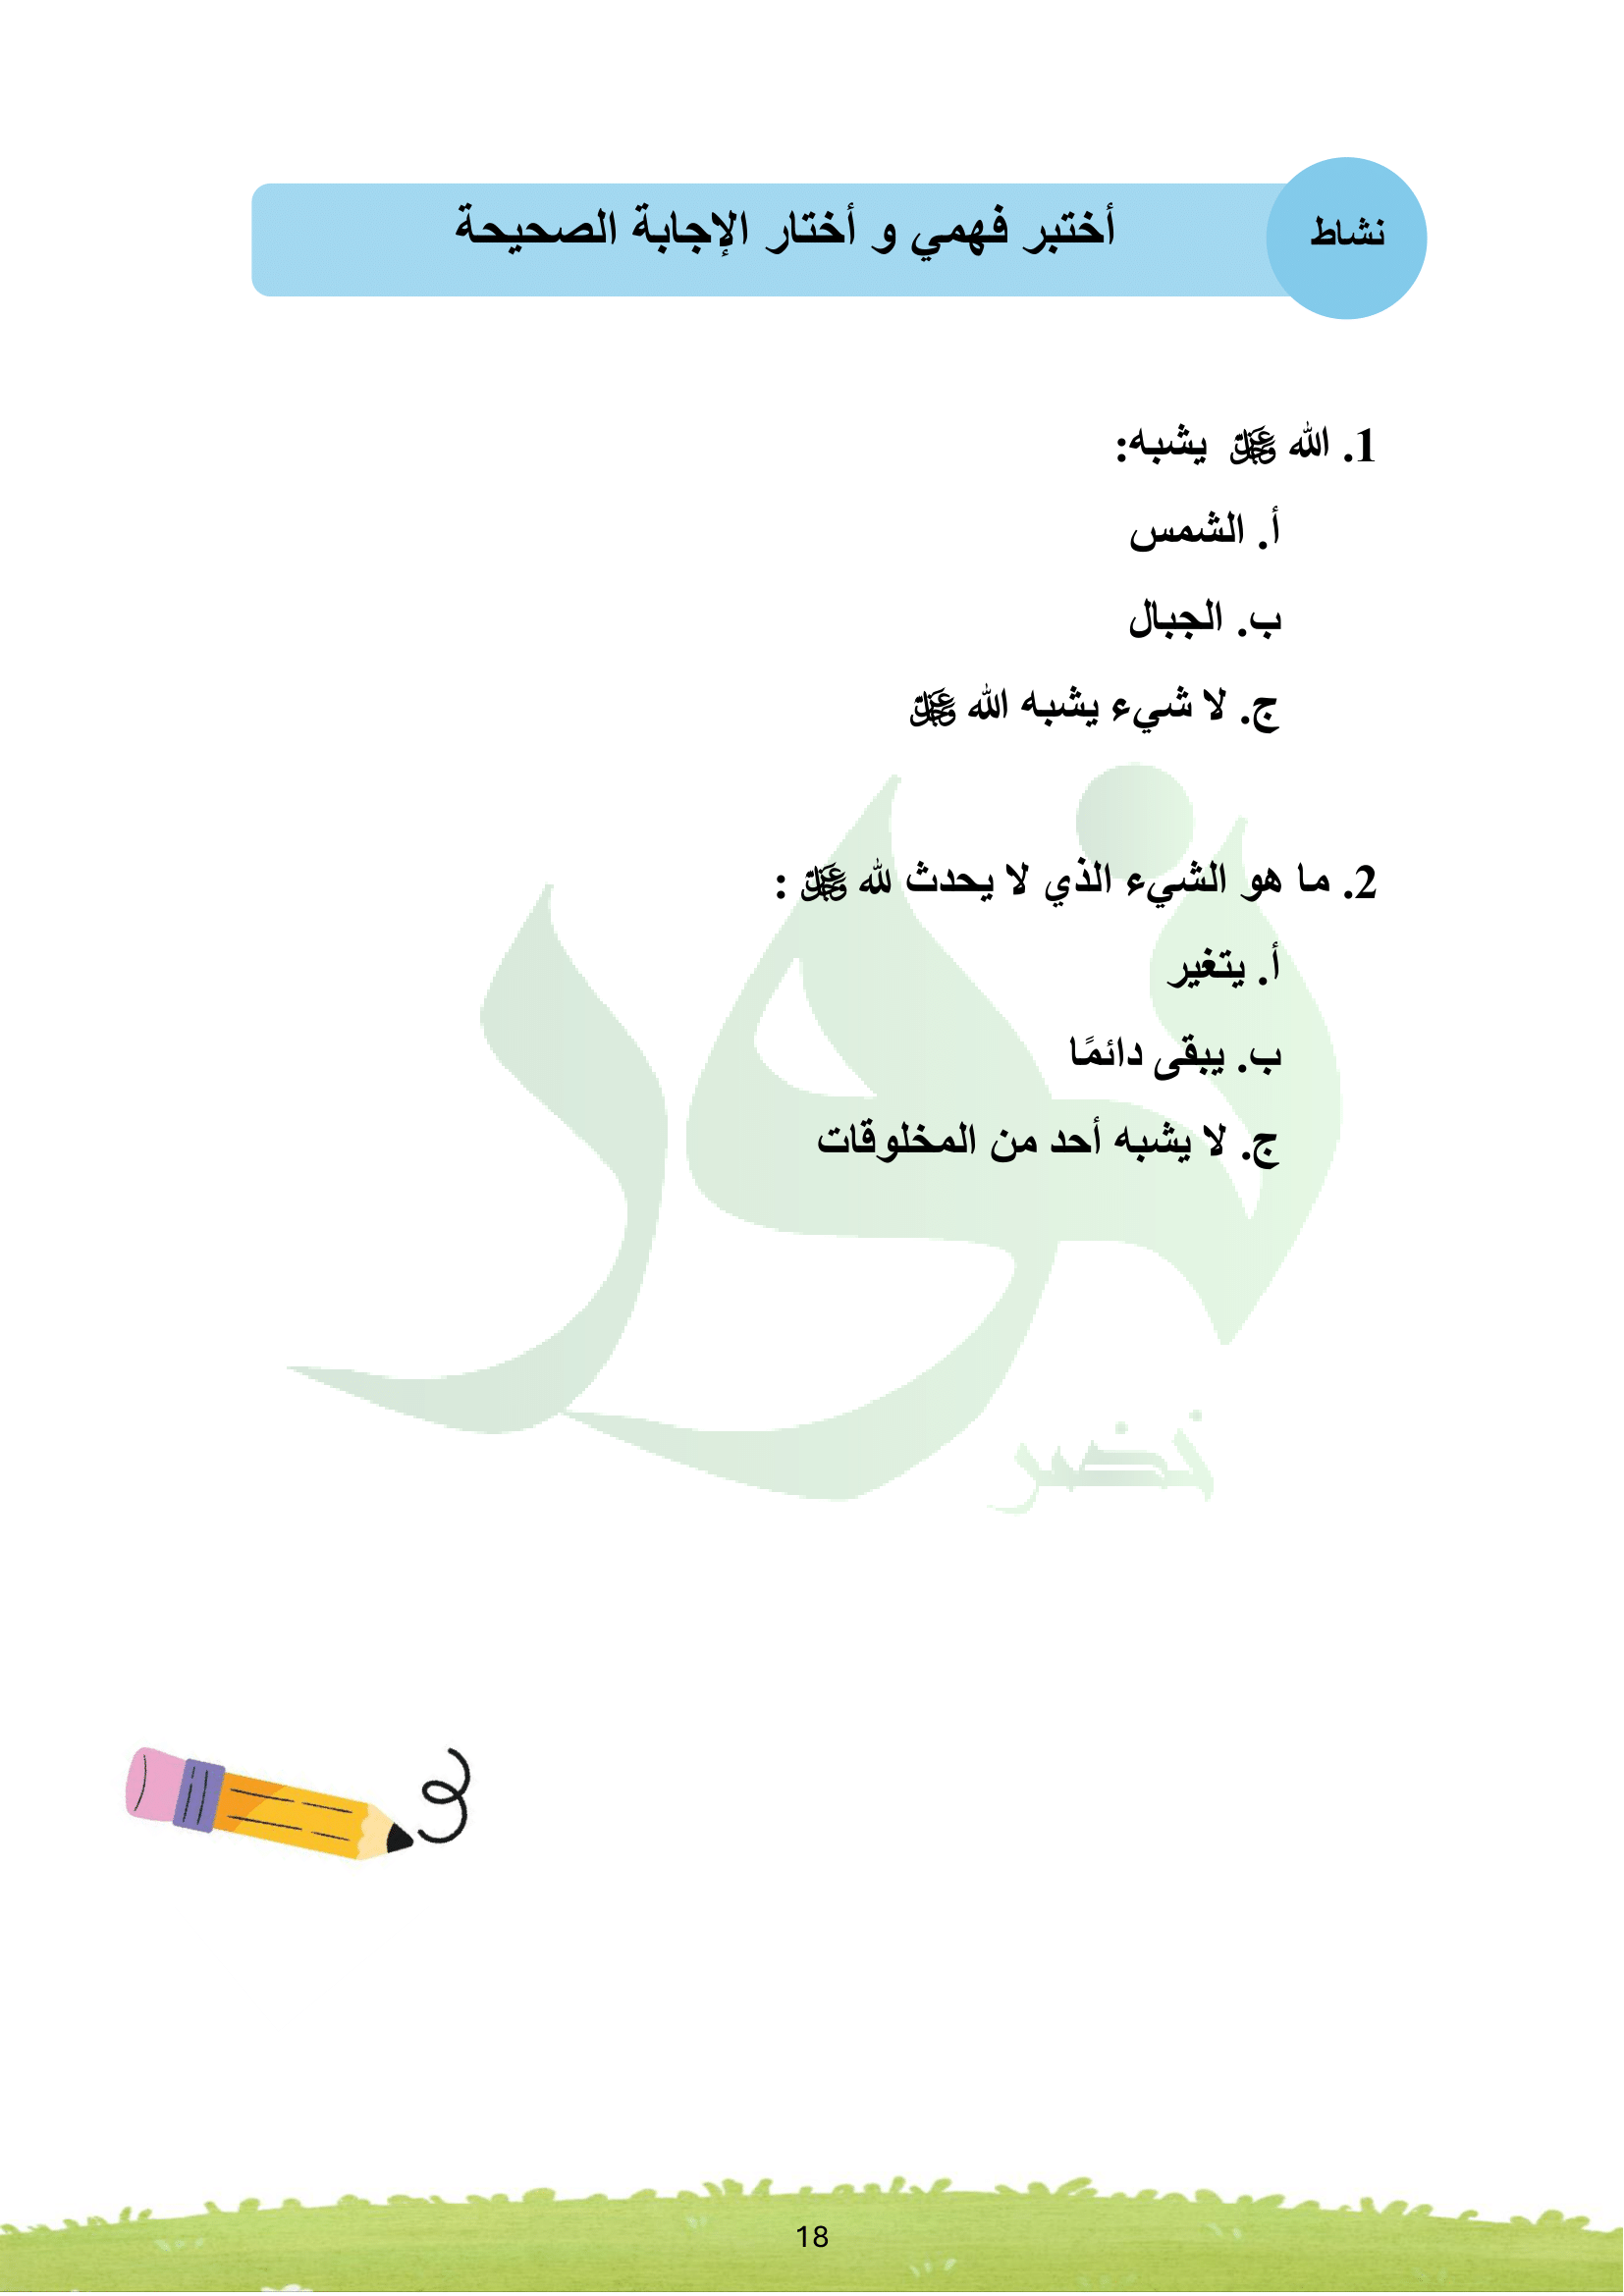 نشاط
أختبر فهمي و أختار الإجابة الصحيحة
1. الله ﷻ يشبه:
أ. الشمس
ب. الجبال
ج. لا شيء يشبه الله ﷻ
2. ما هو الشيء الذي لا يحدث لله ﷻ :
أ. يتغير
ب. يبقى دائمًا
ج. لا يشبه أحد من المخلوقات
نور
نضر
18